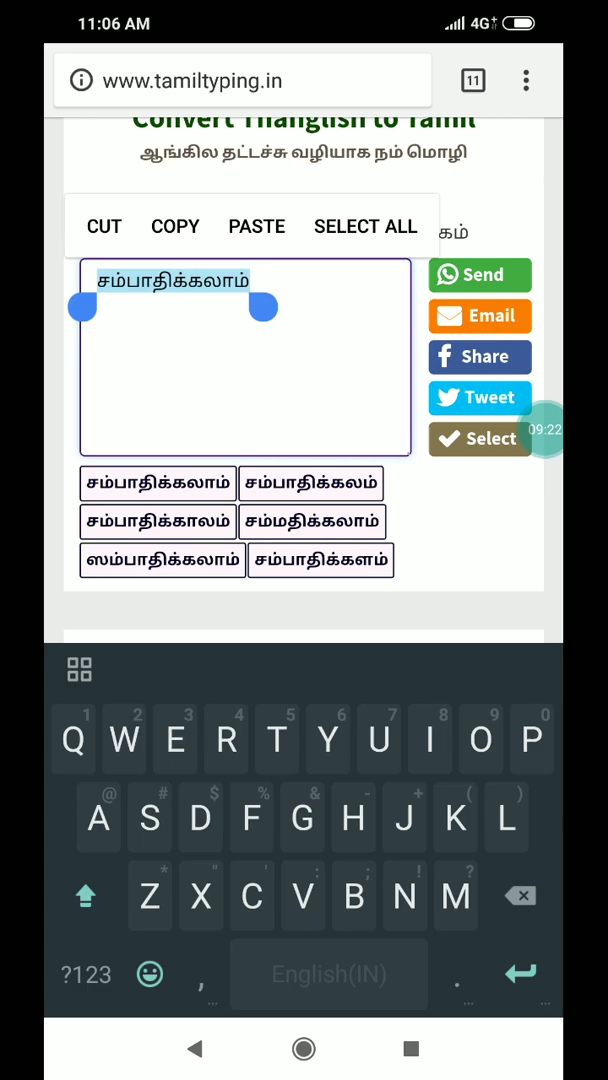 11:06 AM 4G+
www.tamiltyping.in 11
Convert Thanglish to Tamil
ஆங்கில தட்டச்சு வழியாக நம் மொழி
CUT COPY PASTE SELECT ALL
கம்
சம்பாதிக்கலாம்
Send
Email
Share
Tweet
Select
09:22
சம்பாதிக்கலாம் சம்பாதிக்கலம்
சம்பாதிக்காலம் சம்மதிக்கலாம்
ஸம்பாதிக்கலாம் சம்பாதிக்களம்
1 2 3 4 5 6 7 8 9 0
Q W E R T Y U I O P
@ # $ % & - + ( )
A S D F G H J K L
* " ' : ; ! ?
Z X C V B N M
?123 , English(IN) .